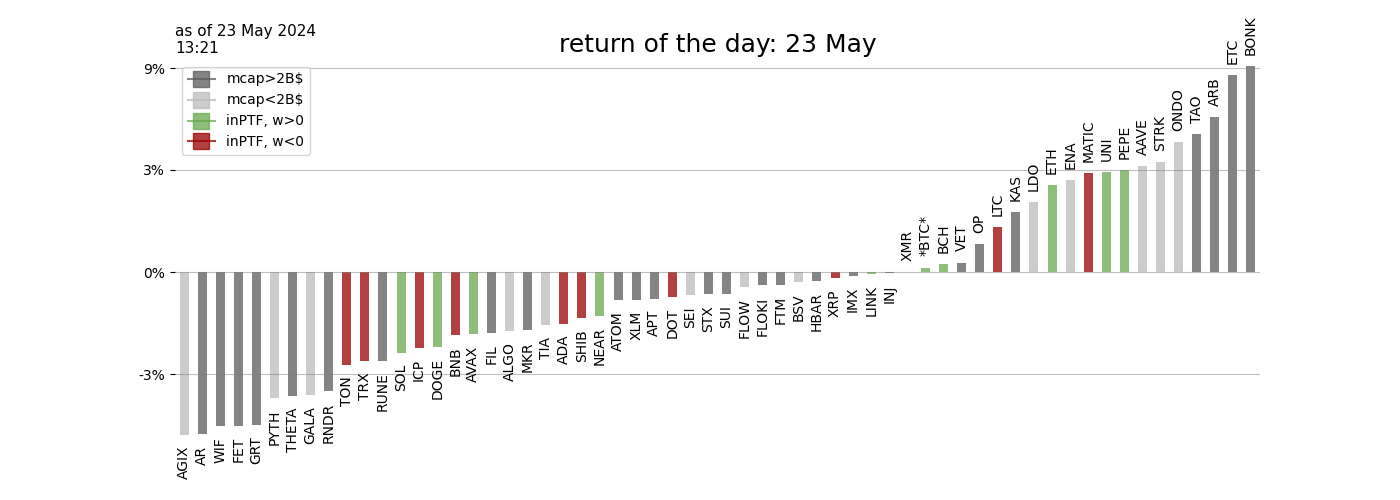 as of 23 May 2024
13:21
return of the day: 23 May
mcap>2B$
mcap<2B$
inPTF, w>0
inPTF, w<0
9%
3%
0%
-3%
AGIX
AR
WIF
FET
GRT
PYTH
THETA
GALA
RNDR
TON
TRX
RUNE
SOL
ICP
DOGE
BNB
AVAX
FIL
ALGO
MKR
TIA
ADA
SHIB
NEAR
ATOM
XLM
APT
DOT
SEI
STX
SUI
FLOW
FLOKI
FTM
BSV
HBAR
XRP
IMX
LINK
INJ
XMR
*BTC*
BCH
VET
OP
LTC
KAS
LDO
ETH
ENA
MATIC
UNI
PEPE
AAVE
STRK
ONDO
TAO
ARB
ETC
BONK